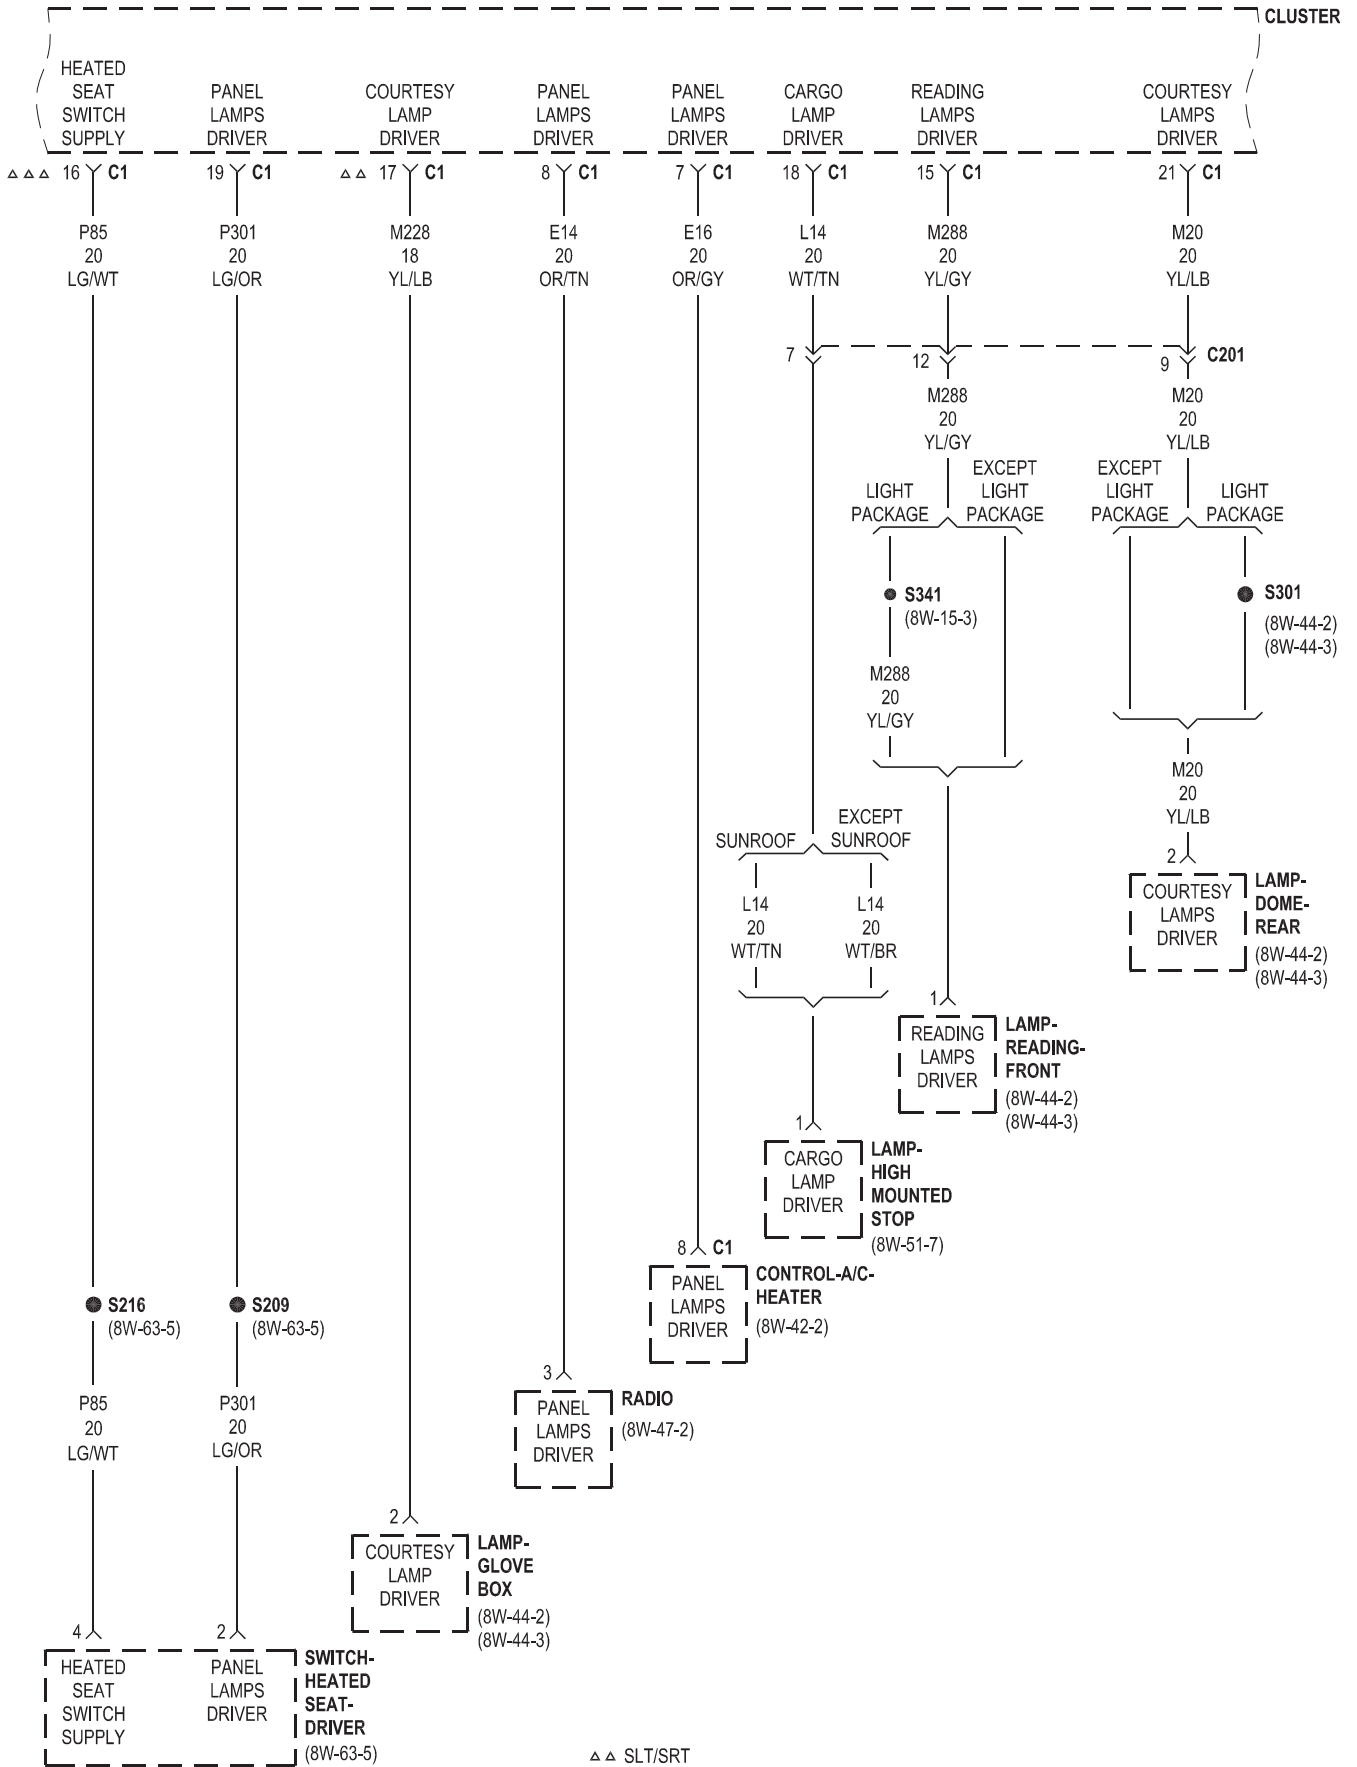 CLUSTER
HEATED
SEAT
SWITCH
SUPPLY
PANEL
LAMPS
DRIVER
COURTESY
LAMP
DRIVER
PANEL
LAMPS
DRIVER
PANEL
LAMPS
DRIVER
CARGO
LAMP
DRIVER
READING
LAMPS
DRIVER
COURTESY
LAMPS
DRIVER
△ △ △ 16 C1
19 C1
△ △ 17 C1
8 C1
7 C1
18 C1
15 C1
21 C1
P85
20
LG/WT
P301
20
LG/OR
M228
18
YL/LB
E14
20
OR/TN
E16
20
OR/GY
L14
20
WT/TN
M288
20
YL/GY
M20
20
YL/LB
7
12
9
C201
M288
20
YL/GY
M20
20
YL/LB
LIGHT
PACKAGE
EXCEPT
LIGHT
PACKAGE
EXCEPT
LIGHT
PACKAGE
LIGHT
PACKAGE
S341
(8W-15-3)
S301
(8W-44-2)
(8W-44-3)
M288
20
YL/GY
M20
20
YL/LB
SUNROOF
EXCEPT
SUNROOF
L14
20
WT/TN
L14
20
WT/BR
2
COURTESY
LAMPS
DRIVER
LAMP-
DOME-
REAR
(8W-44-2)
(8W-44-3)
1
READING
LAMPS
DRIVER
LAMP-
READING-
FRONT
(8W-44-2)
(8W-44-3)
1
CARGO
LAMP
DRIVER
LAMP-
HIGH
MOUNTED
STOP
(8W-51-7)
8 C1
PANEL
LAMPS
DRIVER
CONTROL-A/C-
HEATER
(8W-42-2)
S216
(8W-63-5)
S209
(8W-63-5)
3
PANEL
LAMPS
DRIVER
RADIO
(8W-47-2)
P85
20
LG/WT
P301
20
LG/OR
2
COURTESY
LAMP
DRIVER
LAMP-
GLOVE
BOX
(8W-44-2)
(8W-44-3)
4
2
HEATED
SEAT
SWITCH
SUPPLY
PANEL
LAMPS
DRIVER
SWITCH-
HEATED
SEAT-
DRIVER
(8W-63-5)
△ △ SLT/SRT